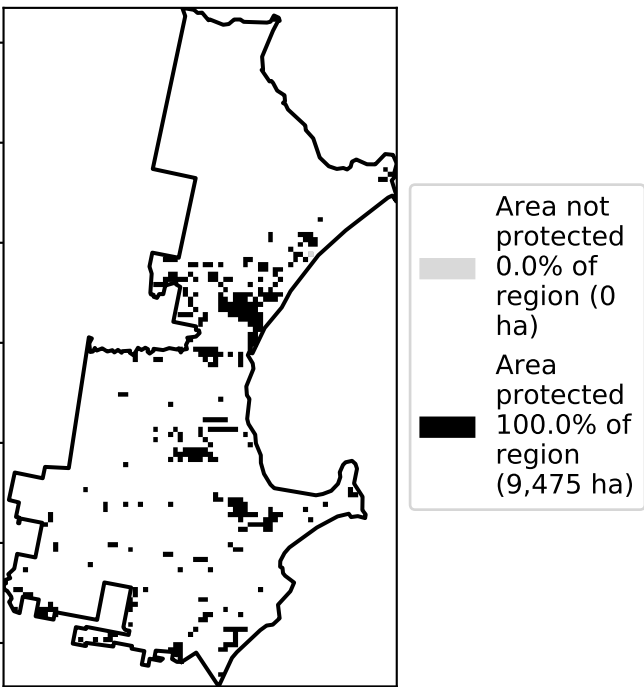 Area not
protected
0.0% of
region (0
ha)
Area
protected
100.0% of
region
(9,475 ha)